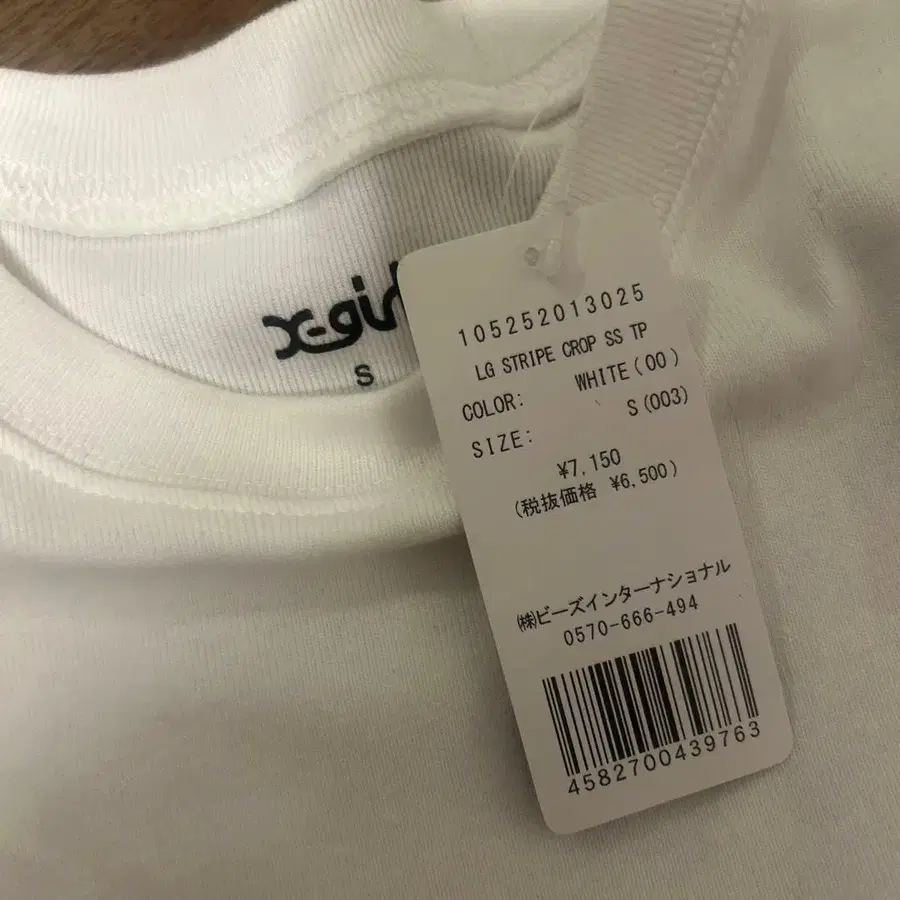 X-girl
S
105252013025
LG STRIPE CROP SS TP
COLOR: WHITE(00)
SIZE: S(003)
¥7,150
(税抜価格 ¥6,500)
㈱ビーズインターナショナル
0570-666-494
4582700439763